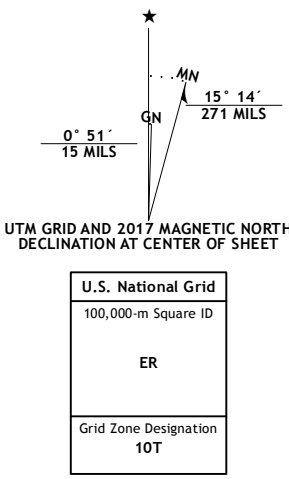 ★
MN
15° 14´
271 MILS
GN
0° 51´
15 MILS
UTM GRID AND 2017 MAGNETIC NORTH
DECLINATION AT CENTER OF SHEET
U.S. National Grid
100,000-m Square ID
ER
Grid Zone Designation
10T